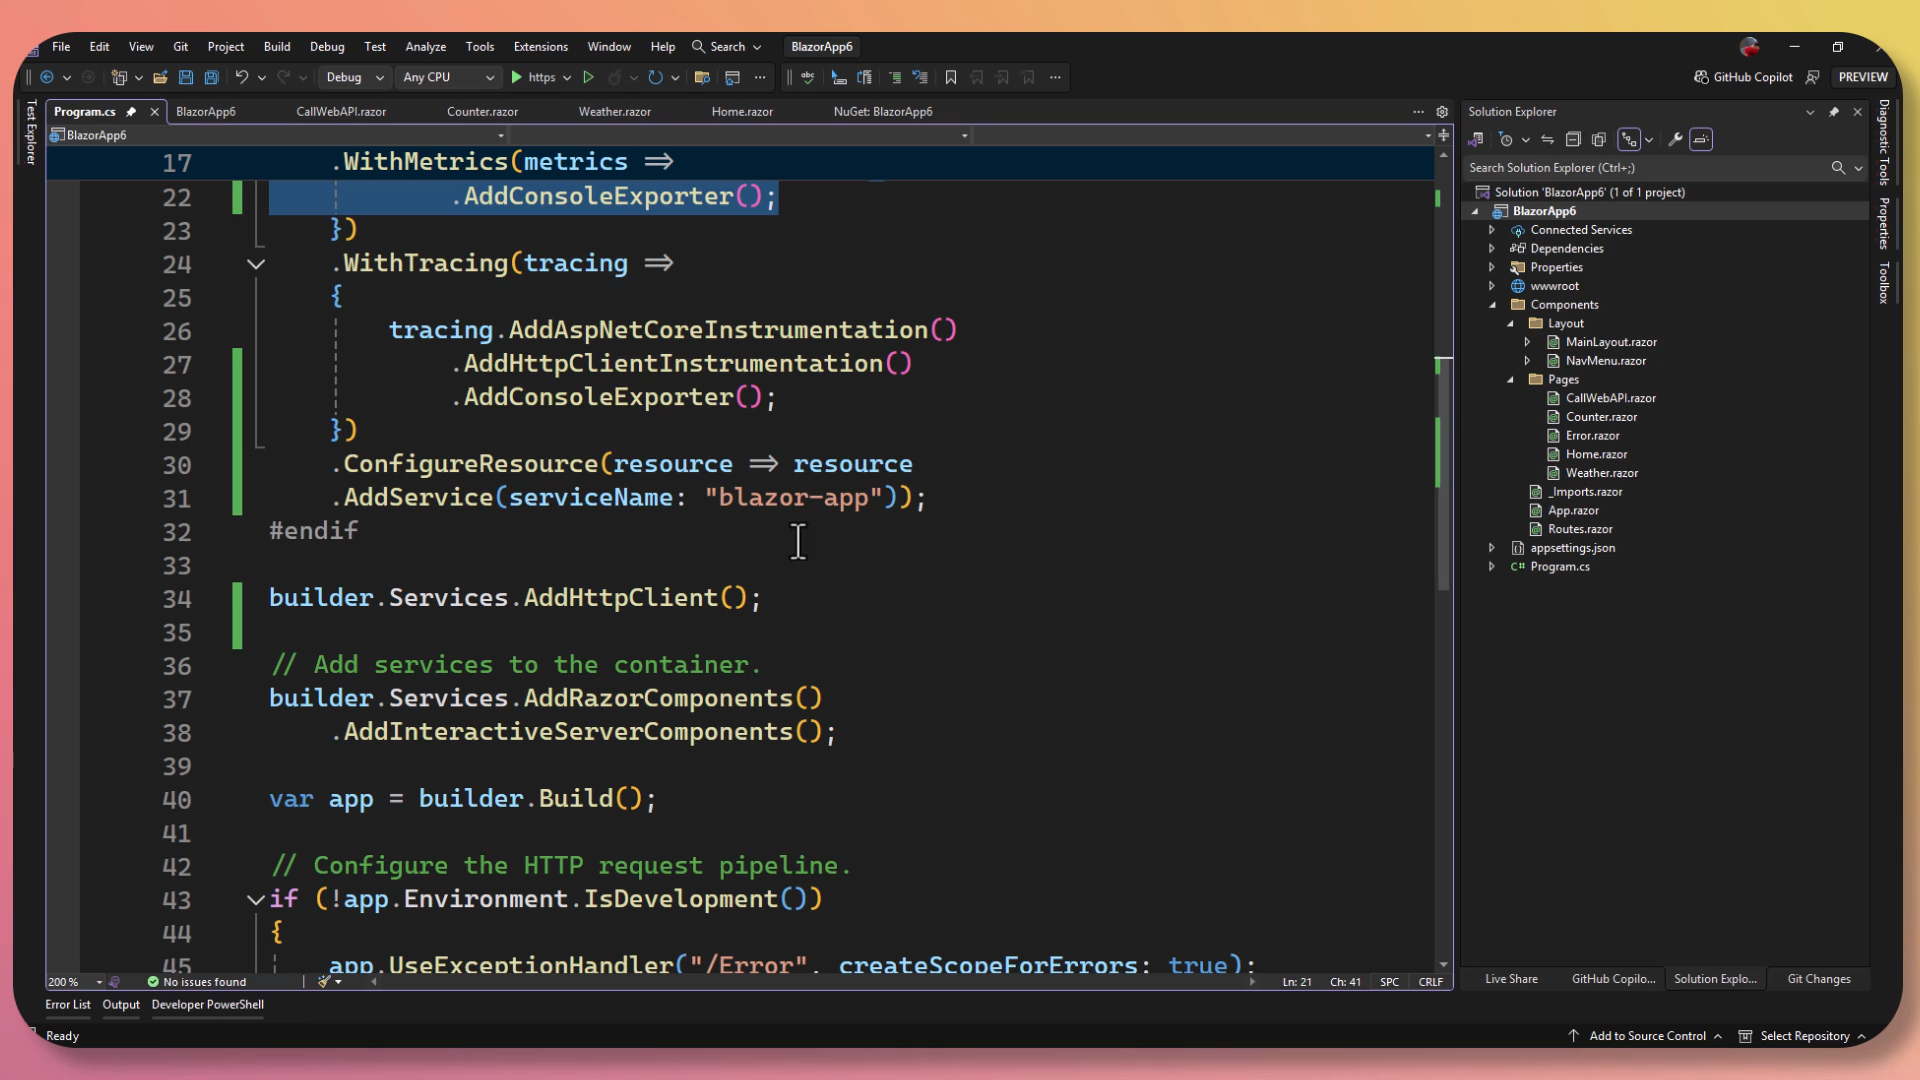 File Edit View Git Project Build Debug Test Analyze Tools Extensions Window Help Search BlazorApp6
Debug Any CPU https GitHub Copilot PREVIEW
Test Explorer
Program.cs BlazorApp6 CallWebAPI.razor Counter.razor Weather.razor Home.razor NuGet: BlazorApp6
BlazorApp6
17 .WithMetrics(metrics =>
22 .AddConsoleExporter();
23 })
24 .WithTracing(tracing =>
25 {
26 tracing.AddAspNetCoreInstrumentation()
27 .AddHttpClientInstrumentation()
28 .AddConsoleExporter();
29 })
30 .ConfigureResource(resource => resource
31 .AddService(serviceName: "blazor-app"));
32 #endif
33
34 builder.Services.AddHttpClient();
35
36 // Add services to the container.
37 builder.Services.AddRazorComponents()
38 .AddInteractiveServerComponents();
39
40 var app = builder.Build();
41
42 // Configure the HTTP request pipeline.
43 if (!app.Environment.IsDevelopment())
44 {
45 app.UseExceptionHandler("/Error", createScopeForErrors: true);
200 % No issues found Ln: 21 Ch: 41 SPC CRLF
Error List Output Developer PowerShell
Ready
Solution Explorer
Search Solution Explorer (Ctrl+;)
Solution 'BlazorApp6' (1 of 1 project)
BlazorApp6
Connected Services
Dependencies
Properties
wwwroot
Components
Layout
MainLayout.razor
NavMenu.razor
Pages
CallWebAPI.razor
Counter.razor
Error.razor
Home.razor
Weather.razor
_Imports.razor
App.razor
Routes.razor
appsettings.json
C# Program.cs
Live Share GitHub Copilo... Solution Explo... Git Changes
Add to Source Control Select Repository
Diagnostic Tools
Properties
Toolbox